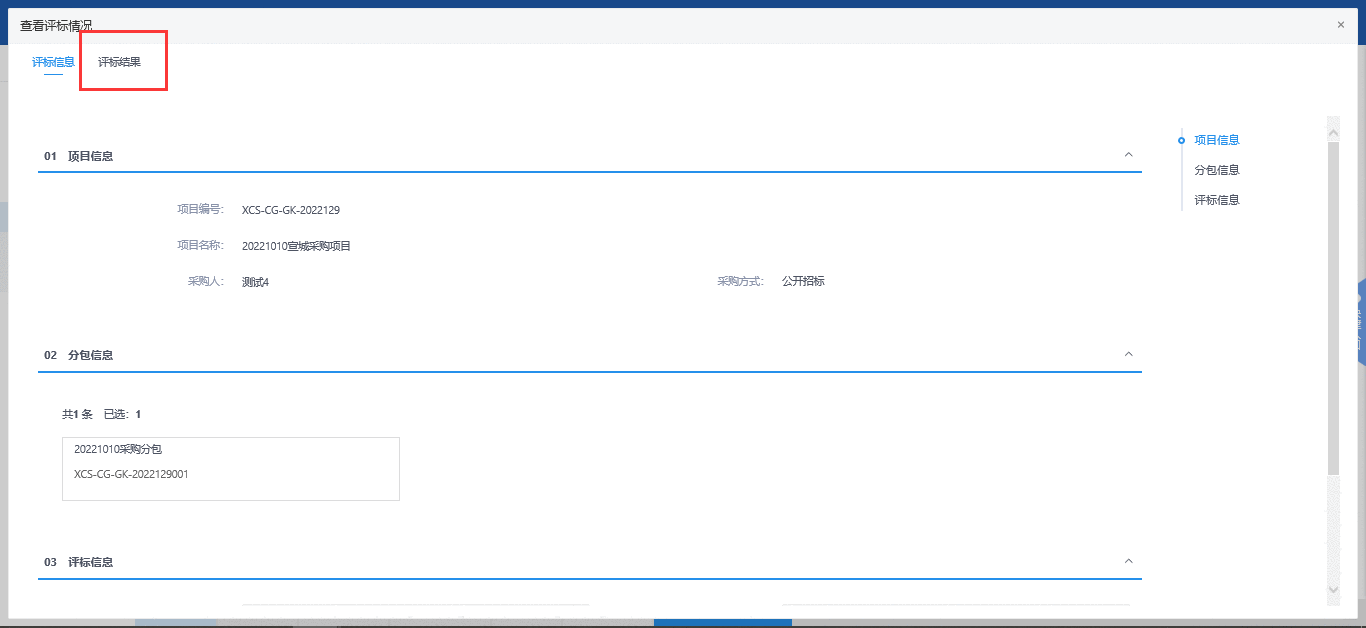 查看评标情况
×
评标信息 评标结果
01 项目信息
项目信息
分包信息
评标信息
项目编号: XCS-CG-GK-2022129
项目名称: 20221010宣城采购项目
采购人: 测试4 采购方式: 公开招标
02 分包信息
共1 条 已选: 1
20221010采购分包
XCS-CG-GK-2022129001
03 评标信息